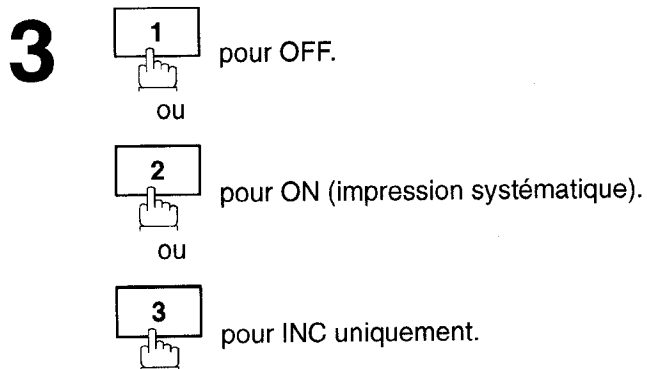 3 1 pour OFF.
ou
2 pour ON (impression systématique).
ou
3 pour INC uniquement.